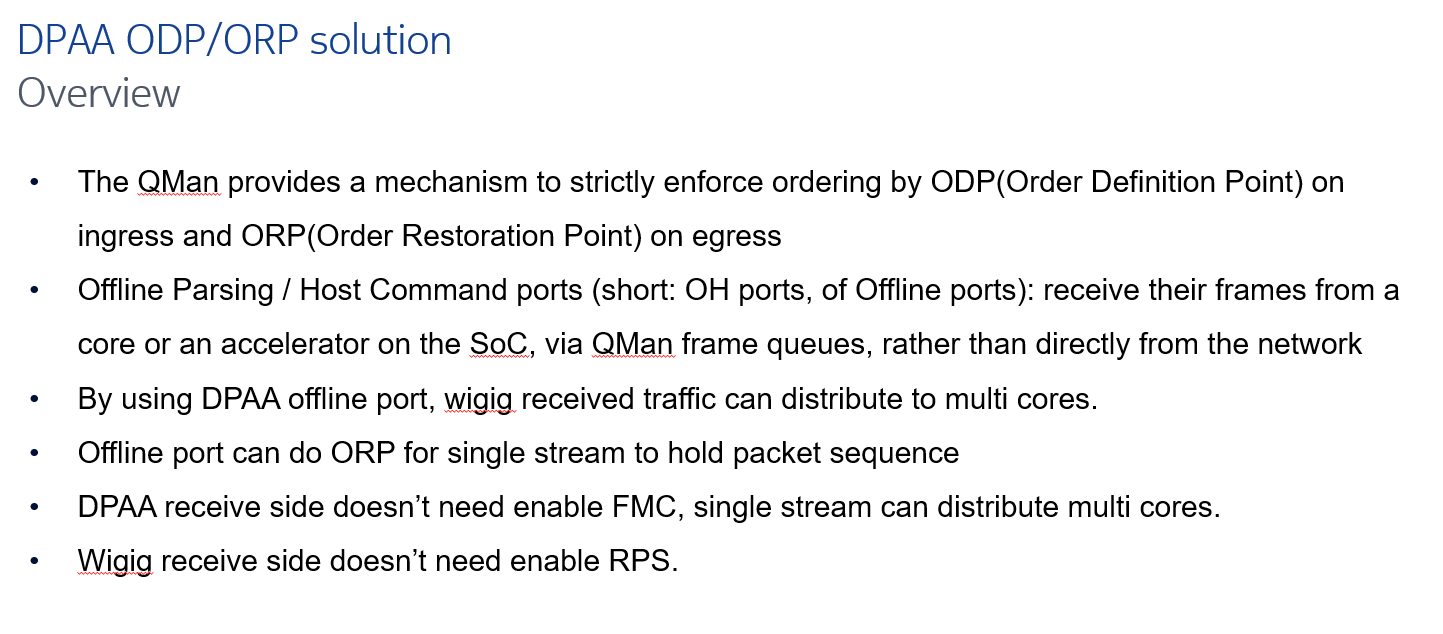 DPAA ODP/ORP solution
Overview
• The QMan provides a mechanism to strictly enforce ordering by ODP(Order Definition Point) on
ingress and ORP(Order Restoration Point) on egress
• Offline Parsing / Host Command ports (short: OH ports, of Offline ports): receive their frames from a
core or an accelerator on the SoC, via QMan frame queues, rather than directly from the network
• By using DPAA offline port, wigig received traffic can distribute to multi cores.
• Offline port can do ORP for single stream to hold packet sequence
• DPAA receive side doesn’t need enable FMC, single stream can distribute multi cores.
• Wigig receive side doesn’t need enable RPS.